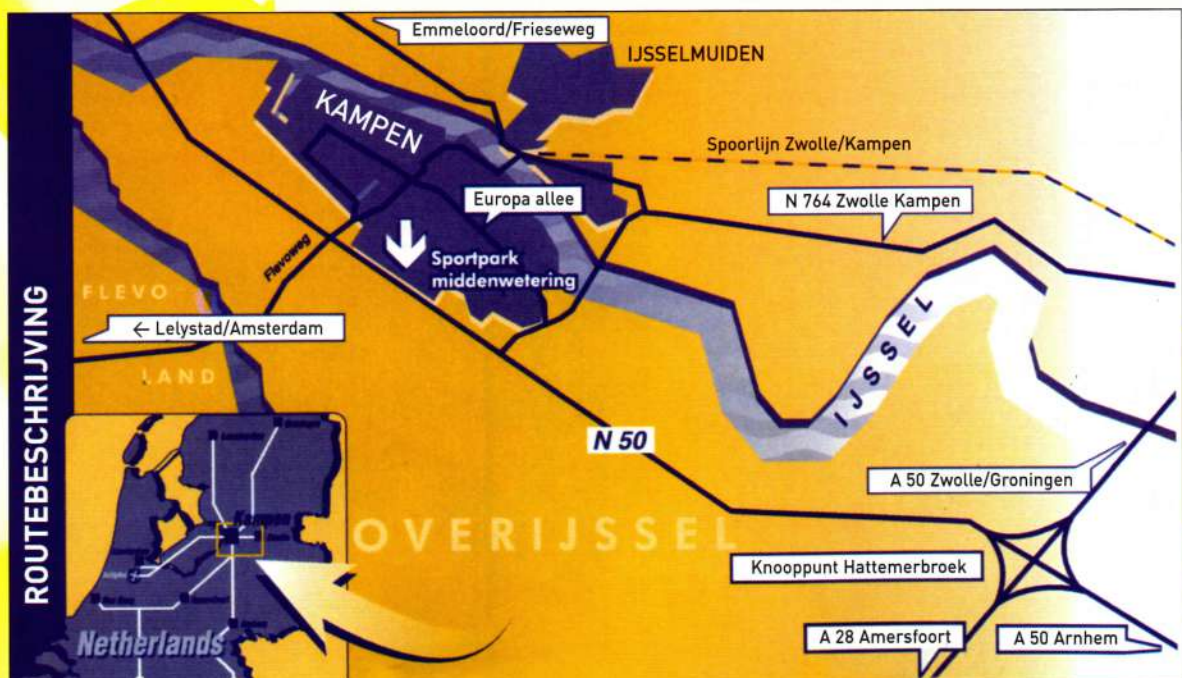 ROUTEBESCHRIJVING
Emmeloord/Frieseweg
IJSSELMUIDEN
KAMPEN
Spoorlijn Zwolle/Kampen
Europa allee
N 764 Zwolle Kampen
Flevoweg
Sportpark
middenwetering
FLEVO
← Lelystad/Amsterdam
LAND
IJSSEL
N 50
A 50 Zwolle/Groningen
OVERIJSSEL
Kampen
Knooppunt Hattemerbroek
Netherlands
A 28 Amersfoort
A 50 Arnhem